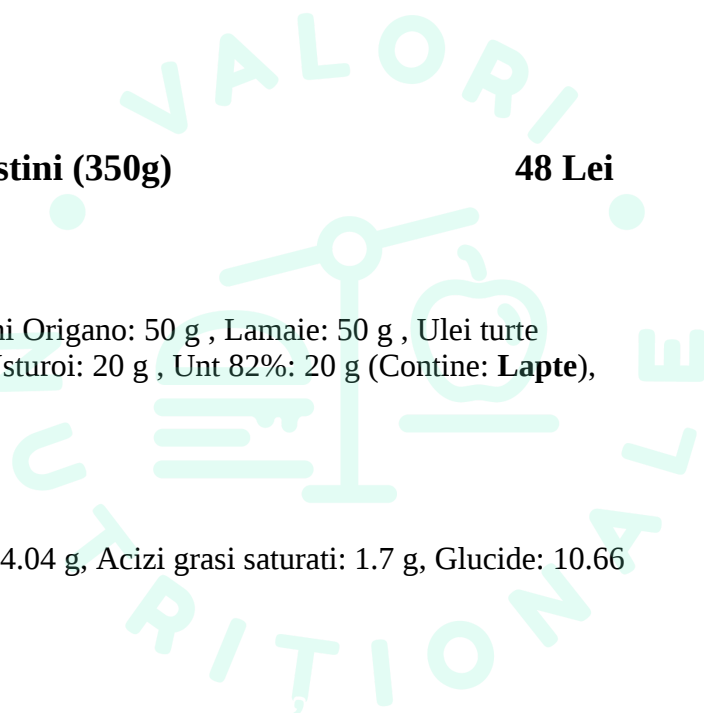 VALORI NUTRITIONALE
stini (350g) 48 Lei
ni Origano: 50 g , Lamaie: 50 g , Ulei turte
sturoi: 20 g , Unt 82%: 20 g (Contine: Lapte),
4.04 g, Acizi grasi saturati: 1.7 g, Glucide: 10.66